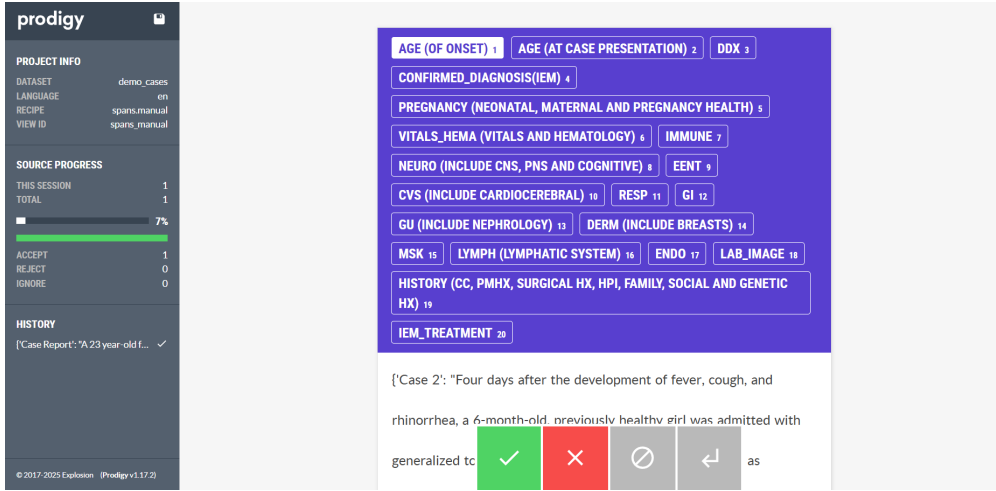 prodigy
PROJECT INFO
DATASET demo_cases
LANGUAGE en
RECIPE spans.manual
VIEW ID spans_manual
SOURCE PROGRESS
THIS SESSION 1
TOTAL 1
7%
ACCEPT 1
REJECT 0
IGNORE 0
HISTORY
['Case Report': "A 23 year-old f...
© 2017-2025 Explosion (Prodigy v1.17.2)
AGE (OF ONSET) 1 AGE (AT CASE PRESENTATION) 2 DDX 3
CONFIRMED_DIAGNOSIS(IEM) 4
PREGNANCY (NEONATAL, MATERNAL AND PREGNANCY HEALTH) 5
VITALS_HEMA (VITALS AND HEMATOLOGY) 6 IMMUNE 7
NEURO (INCLUDE CNS, PNS AND COGNITIVE) 8 EENT 9
CVS (INCLUDE CARDIOCEREBRAL) 10 RESP 11 GI 12
GU (INCLUDE NEPHROLOGY) 13 DERM (INCLUDE BREASTS) 14
MSK 15 LYMPH (LYMPHATIC SYSTEM) 16 ENDO 17 LAB_IMAGE 18
HISTORY (CC, PMHX, SURGICAL HX, HPI, FAMILY, SOCIAL AND GENETIC
HX) 19
IEM_TREATMENT 20
{'Case 2': "Four days after the development of fever, cough, and
rhinorrhea, a 6-month-old, previously healthy girl was admitted with
generalized as